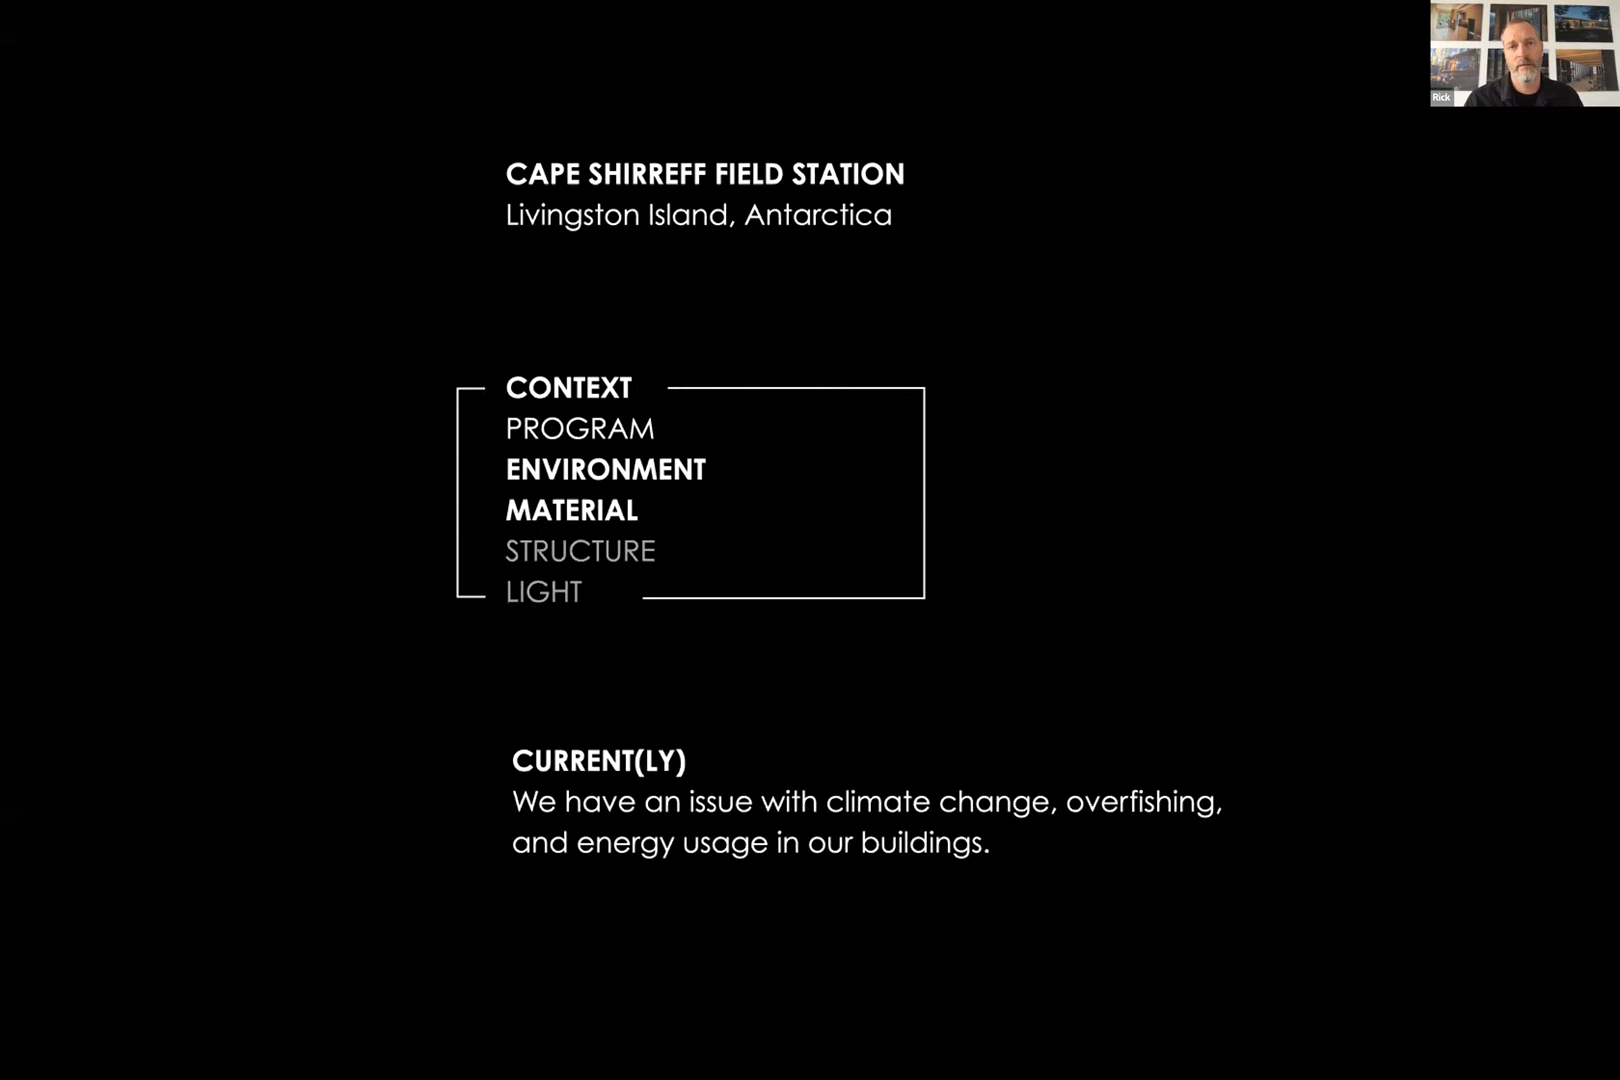 Rick
CAPE SHIRREFF FIELD STATION
Livingston Island, Antarctica
CONTEXT
PROGRAM
ENVIRONMENT
MATERIAL
STRUCTURE
LIGHT
CURRENT(LY)
We have an issue with climate change, overfishing,
and energy usage in our buildings.